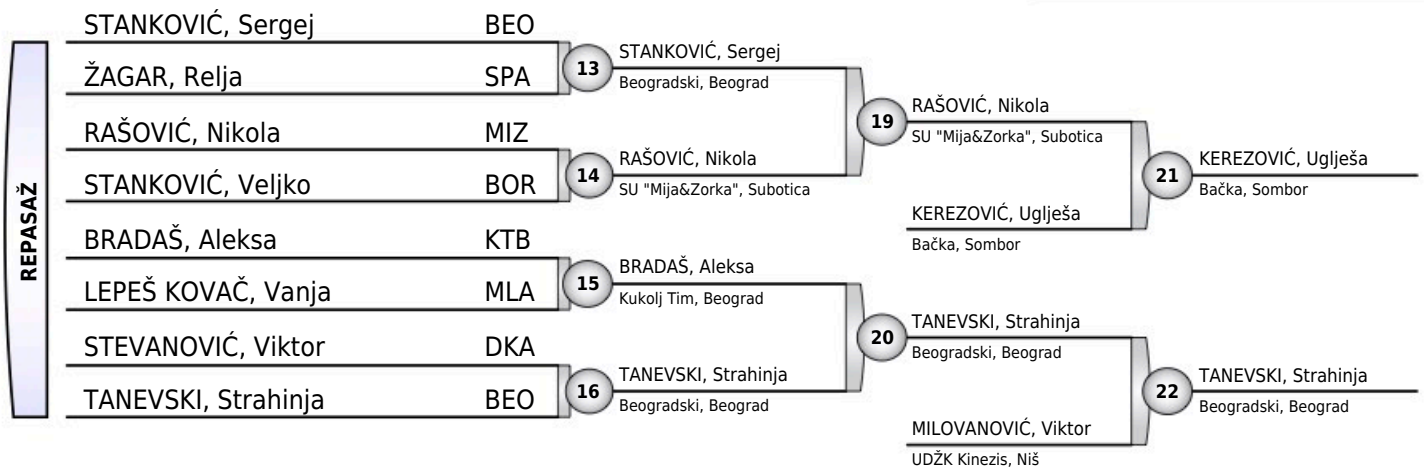 REPASAŽ
STANKOVIĆ, Sergej BEO
ŽAGAR, Relja SPA
RAŠOVIĆ, Nikola MIZ
STANKOVIĆ, Veljko BOR
BRADAŠ, Aleksa KTB
LEPEŠ KOVAČ, Vanja MLA
STEVANOVIĆ, Viktor DKA
TANEVSKI, Strahinja BEO
13
STANKOVIĆ, Sergej
Beogradski, Beograd
14
RAŠOVIĆ, Nikola
SU "Mija&Zorka", Subotica
15
BRADAŠ, Aleksa
Kukolj Tim, Beograd
16
TANEVSKI, Strahinja
Beogradski, Beograd
19
RAŠOVIĆ, Nikola
SU "Mija&Zorka", Subotica
KEREZOVIĆ, Uglješa
Bačka, Sombor
20
TANEVSKI, Strahinja
Beogradski, Beograd
MILOVANOVIĆ, Viktor
UDŽK Kinezis, Niš
21
KEREZOVIĆ, Uglješa
Bačka, Sombor
22
TANEVSKI, Strahinja
Beogradski, Beograd